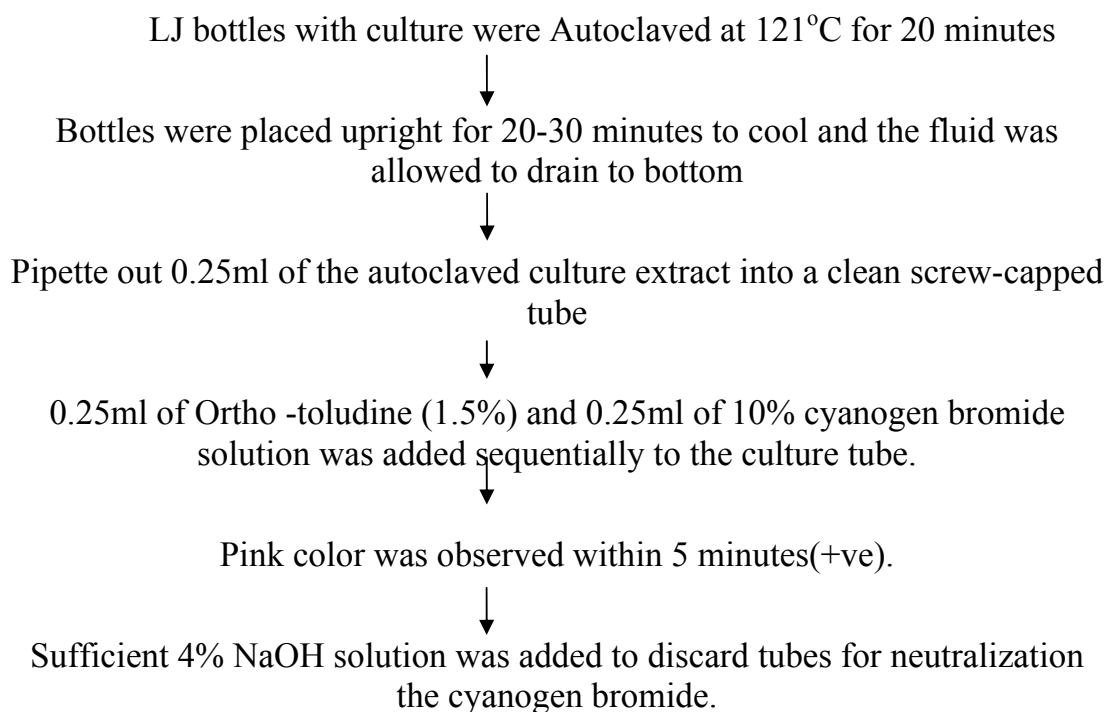 LJ bottles with culture were Autoclaved at 121°C for 20 minutes
Bottles were placed upright for 20-30 minutes to cool and the fluid was
allowed to drain to bottom
Pipette out 0.25ml of the autoclaved culture extract into a clean screw-capped
tube
0.25ml of Ortho -toludine (1.5%) and 0.25ml of 10% cyanogen bromide
solution was added sequentially to the culture tube.
Pink color was observed within 5 minutes(+ve).
Sufficient 4% NaOH solution was added to discard tubes for neutralization
the cyanogen bromide.